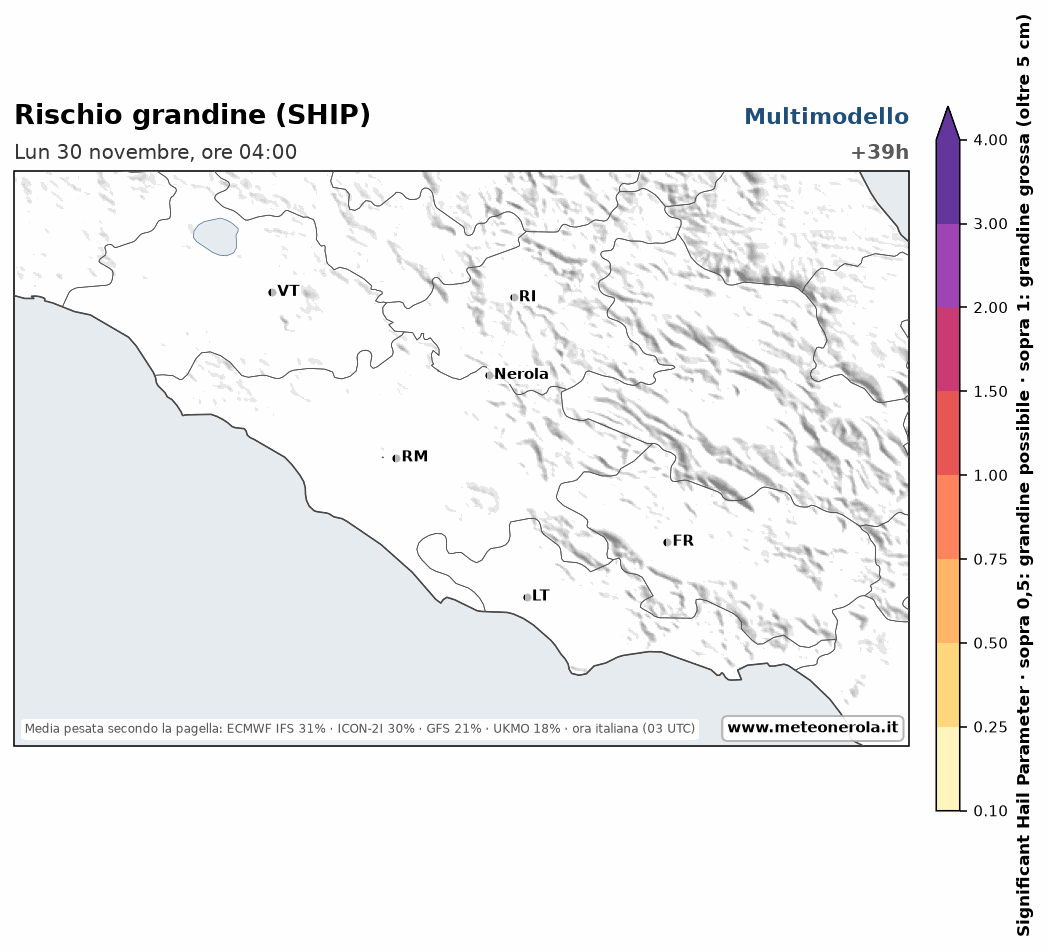 Rischio grandine (SHIP)
Multimodello
Lun 30 novembre, ore 04:00
+39h
VT
RI
Nerola
RM
FR
LT
Media pesata secondo la pagella: ECMWF IFS 31% · ICON-2I 30% · GFS 21% · UKMO 18% · ora italiana (03 UTC)
www.meteonerola.it
4.00
3.00
2.00
1.50
1.00
0.75
0.50
0.25
0.10
Significant Hail Parameter · sopra 0,5: grandine possibile · sopra 1: grandine grossa (oltre 5 cm)